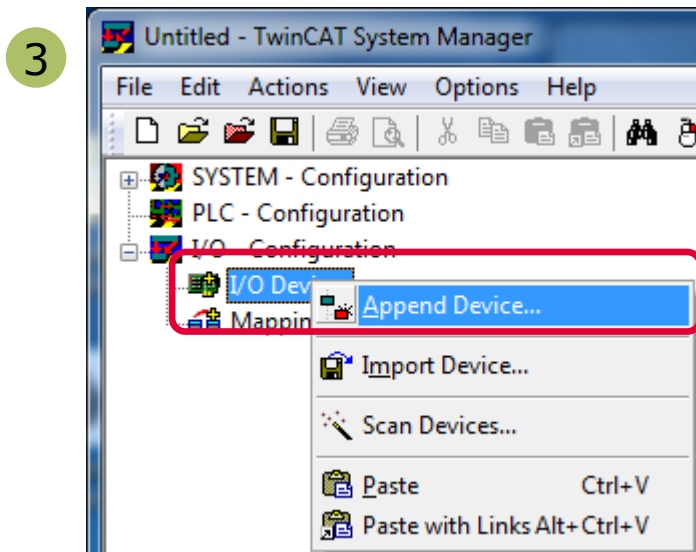 3
Untitled - TwinCAT System Manager
File Edit Actions View Options Help
SYSTEM - Configuration
PLC - Configuration
I/O - Configuration
I/O
Append Device...
Import Device...
Scan Devices...
Paste Ctrl+V
Paste with Links Alt+Ctrl+V